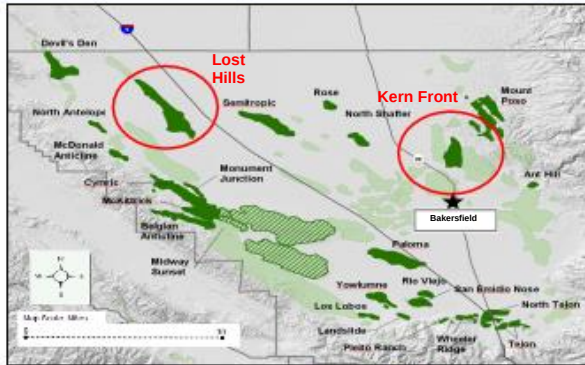 Devil's Den
Lost
Hills
Kern Front
Mount
Poso
Rose
North Shafter
Semitropic
North Antelope
McDonald
Anticline
Ant Hill
Monument
Junction
Cymric
McKittrick
Bakersfield
Belgian
Anticline
Midway
Sunset
Paloma
Rio Viejo
San Emidio Nose
Yowlumne
Los Lobos
North Tejon
Landslide
Pleito Ranch
Wheeler
Ridge
Tejon
N
W
E
S
Map Scale: Miles
0
10